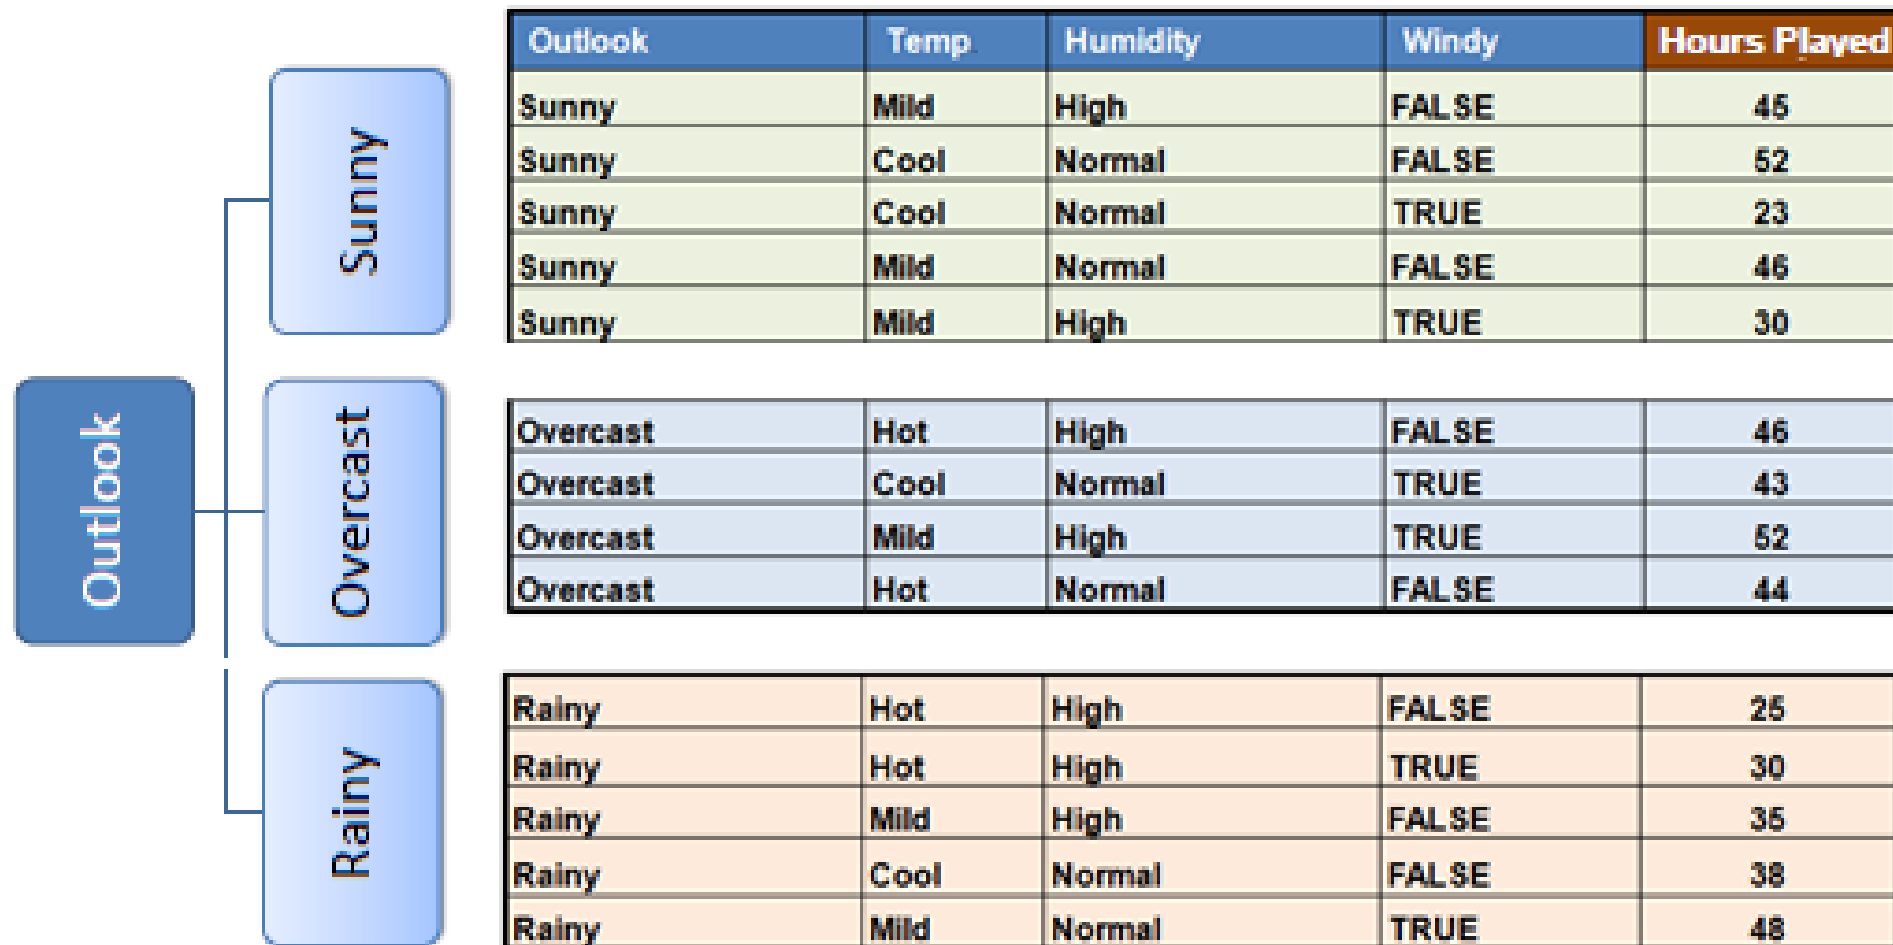 Outlook Temp Humidity Windy Hours Played
Sunny
Sunny Mild High FALSE 45
Sunny Cool Normal FALSE 52
Sunny Cool Normal TRUE 23
Sunny Mild Normal FALSE 46
Sunny Mild High TRUE 30
Outlook
Overcast
Overcast Hot High FALSE 46
Overcast Cool Normal TRUE 43
Overcast Mild High TRUE 52
Overcast Hot Normal FALSE 44
Rainy
Rainy Hot High FALSE 25
Rainy Hot High TRUE 30
Rainy Mild High FALSE 35
Rainy Cool Normal FALSE 38
Rainy Mild Normal TRUE 48